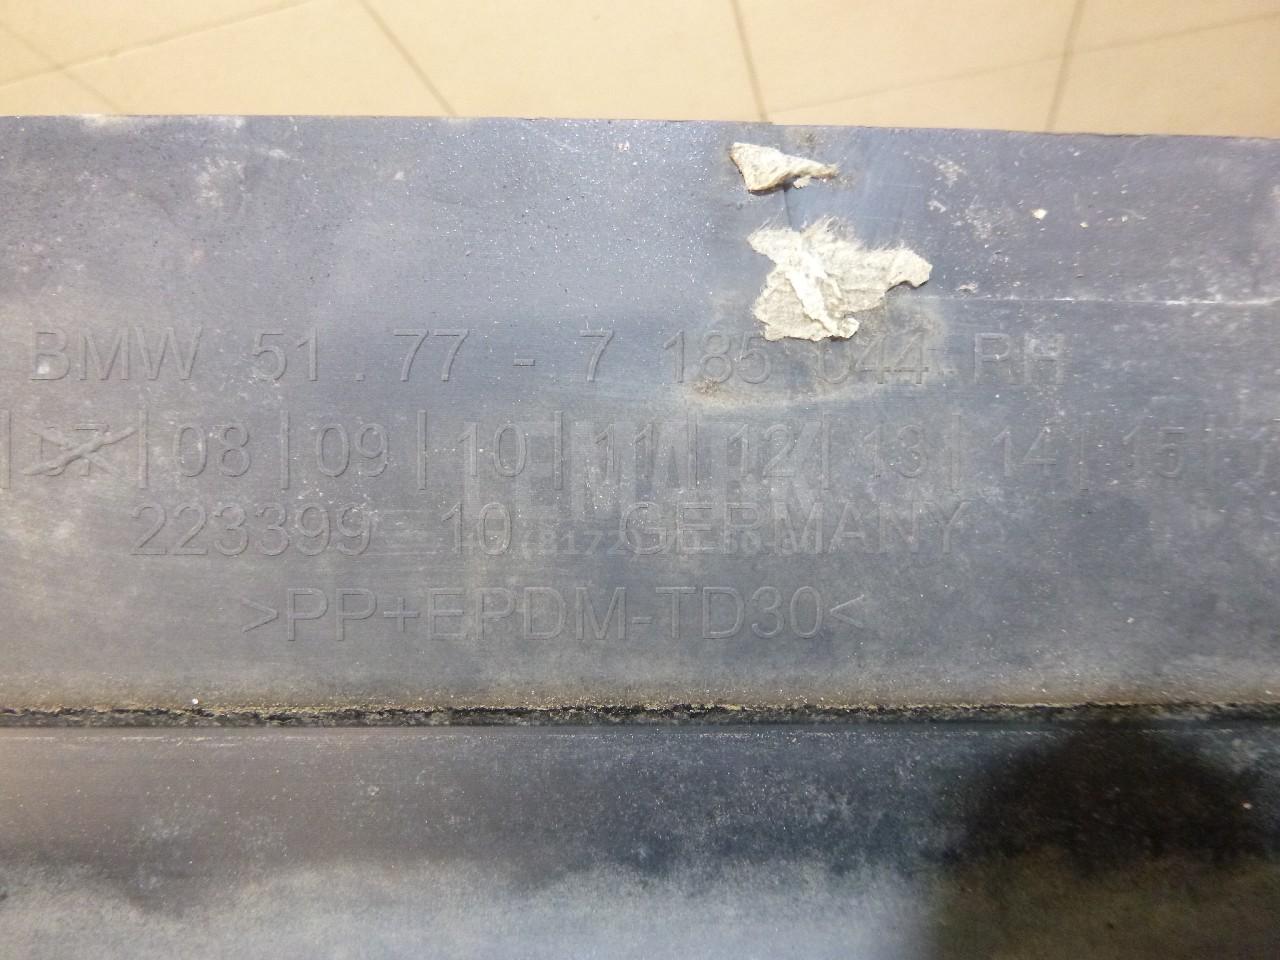 BMW 51.77 - 7 185 044 RH
| 07 | 08 | 09 | 10 | 11 | 12 | 13 | 14 | 15 |
223399 10 GERMANY
>PP+EPDM-TD30<